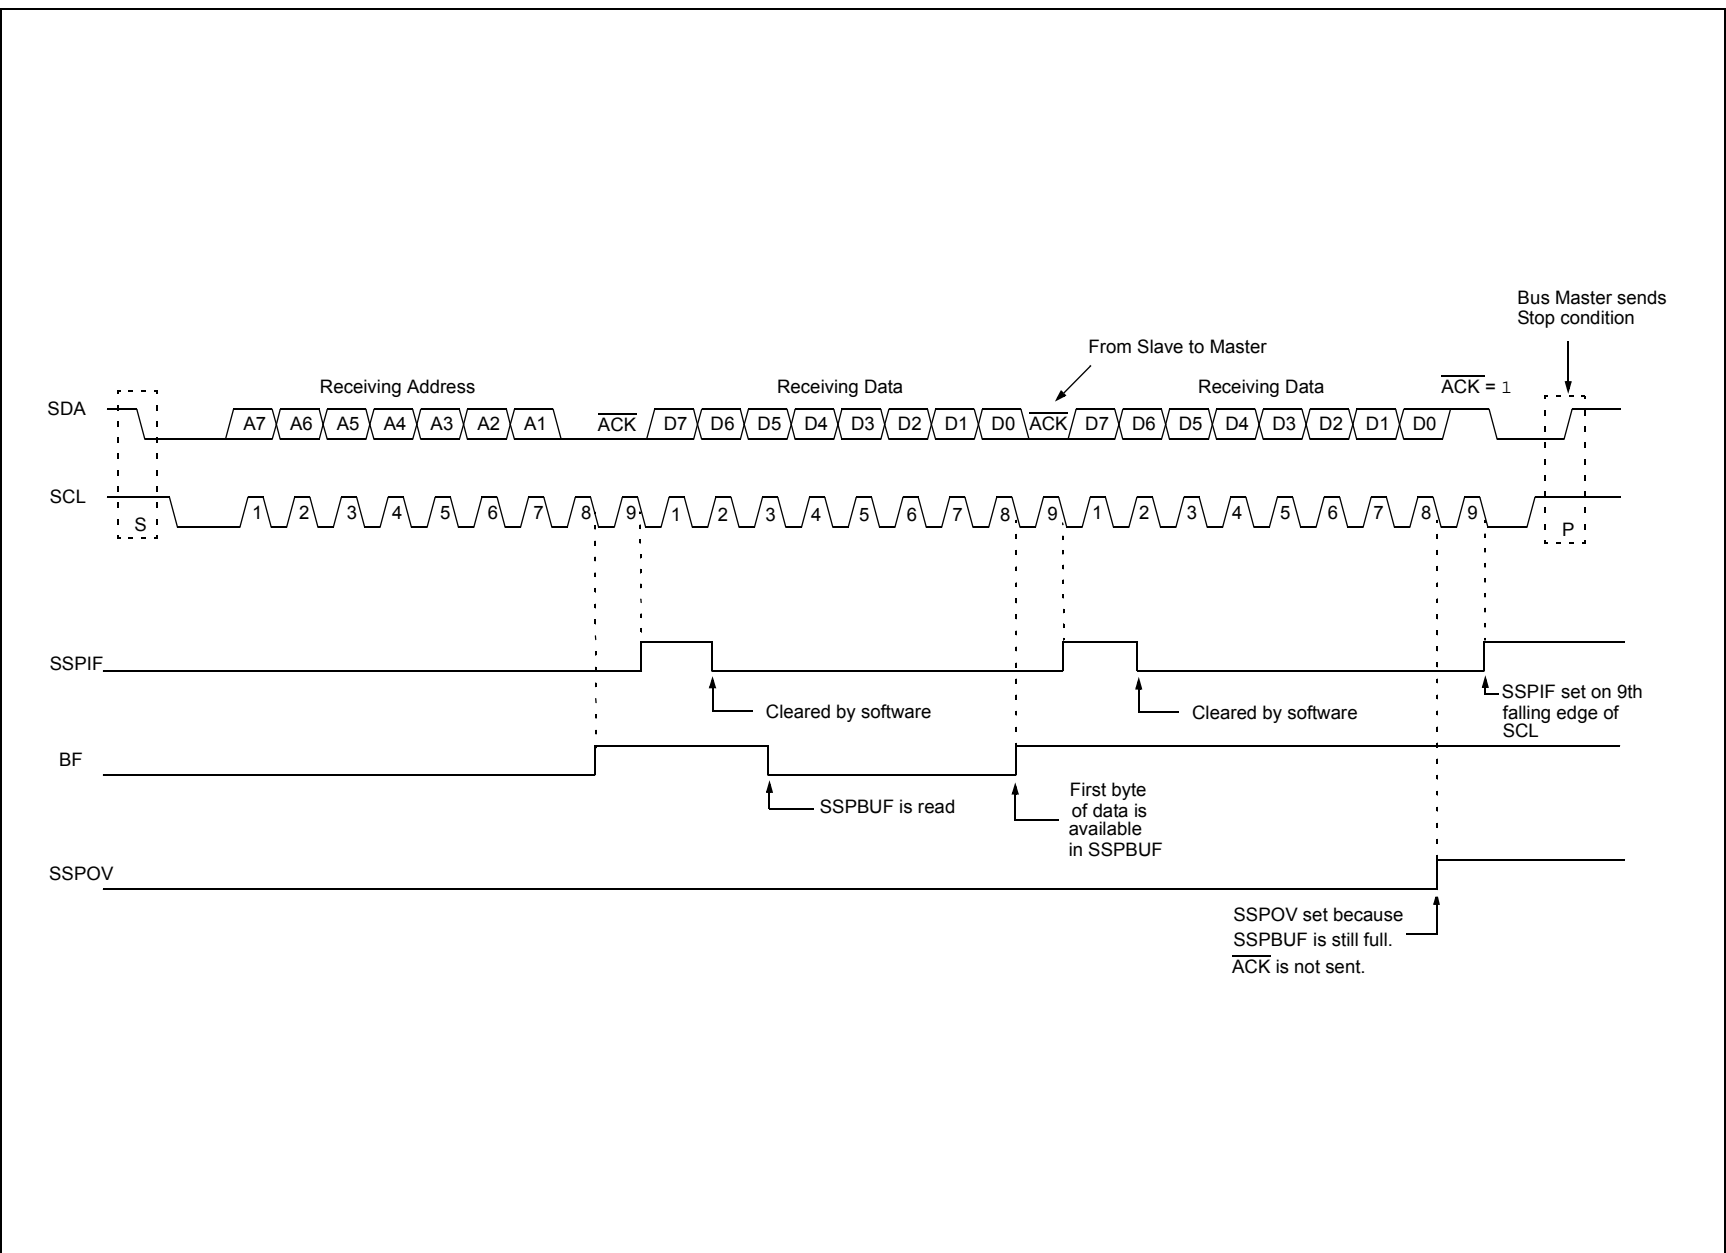 Bus Master sends
Stop condition
From Slave to Master
Receiving Address
Receiving Data
Receiving Data
ACK = 1
SDA
A7 A6 A5 A4 A3 A2 A1 ACK D7 D6 D5 D4 D3 D2 D1 D0 ACK D7 D6 D5 D4 D3 D2 D1 D0
SCL
S
1 2 3 4 5 6 7 8 9 1 2 3 4 5 6 7 8 9 1 2 3 4 5 6 7 8 9
P
SSPIF
Cleared by software
Cleared by software
SSPIF set on 9th
falling edge of
SCL
BF
SSPBUF is read
First byte
of data is
available
in SSPBUF
SSPOV
SSPOV set because
SSPBUF is still full.
ACK is not sent.